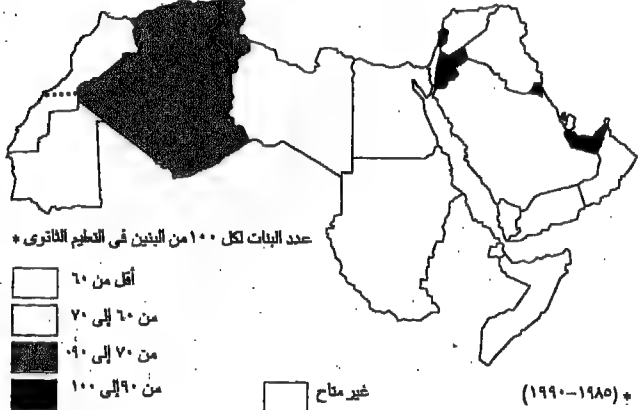 عدد البنات لكل ١٠٠ من البنين فى التعليم الثانوى *
أقل من ٦٠
من ٦٠ إلى ٧٠
من ٧٠ إلى ٩٠
من ٩٠ إلى ١٠٠
غير متاح
* (١٩٨٥-١٩٩٠)